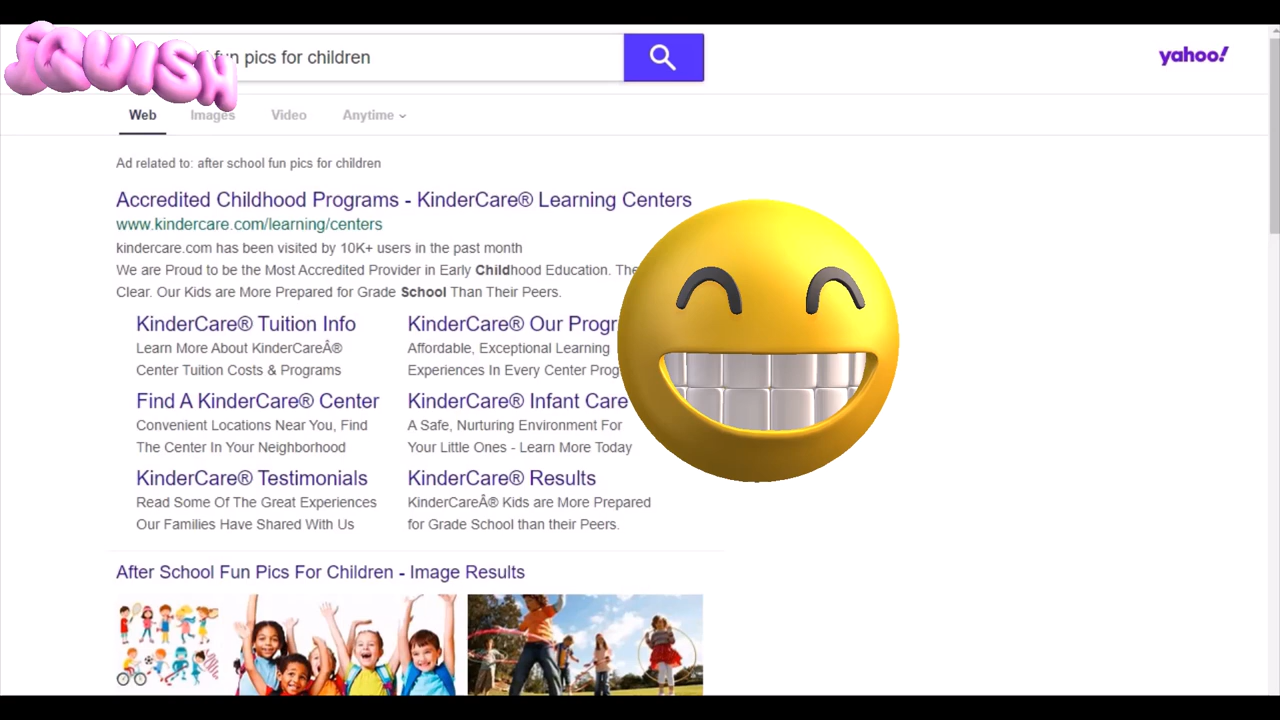 SQUISH
fun pics for children
yahoo!
Web Images Video Anytime
Ad related to: after school fun pics for children
Accredited Childhood Programs - KinderCare® Learning Centers
www.kindercare.com/learning/centers
kindercare.com has been visited by 10K+ users in the past month
We are Proud to be the Most Accredited Provider in Early Childhood Education. The
Clear. Our Kids are More Prepared for Grade School Than Their Peers.
KinderCare® Tuition Info
Learn More About KinderCareÂ®
Center Tuition Costs & Programs
KinderCare® Our Progr
Affordable, Exceptional Learning
Experiences In Every Center Prog
Find A KinderCare® Center
Convenient Locations Near You, Find
The Center In Your Neighborhood
KinderCare® Infant Care
A Safe, Nurturing Environment For
Your Little Ones - Learn More Today
KinderCare® Testimonials
Read Some Of The Great Experiences
Our Families Have Shared With Us
KinderCare® Results
KinderCareÂ® Kids are More Prepared
for Grade School than their Peers.
After School Fun Pics For Children - Image Results